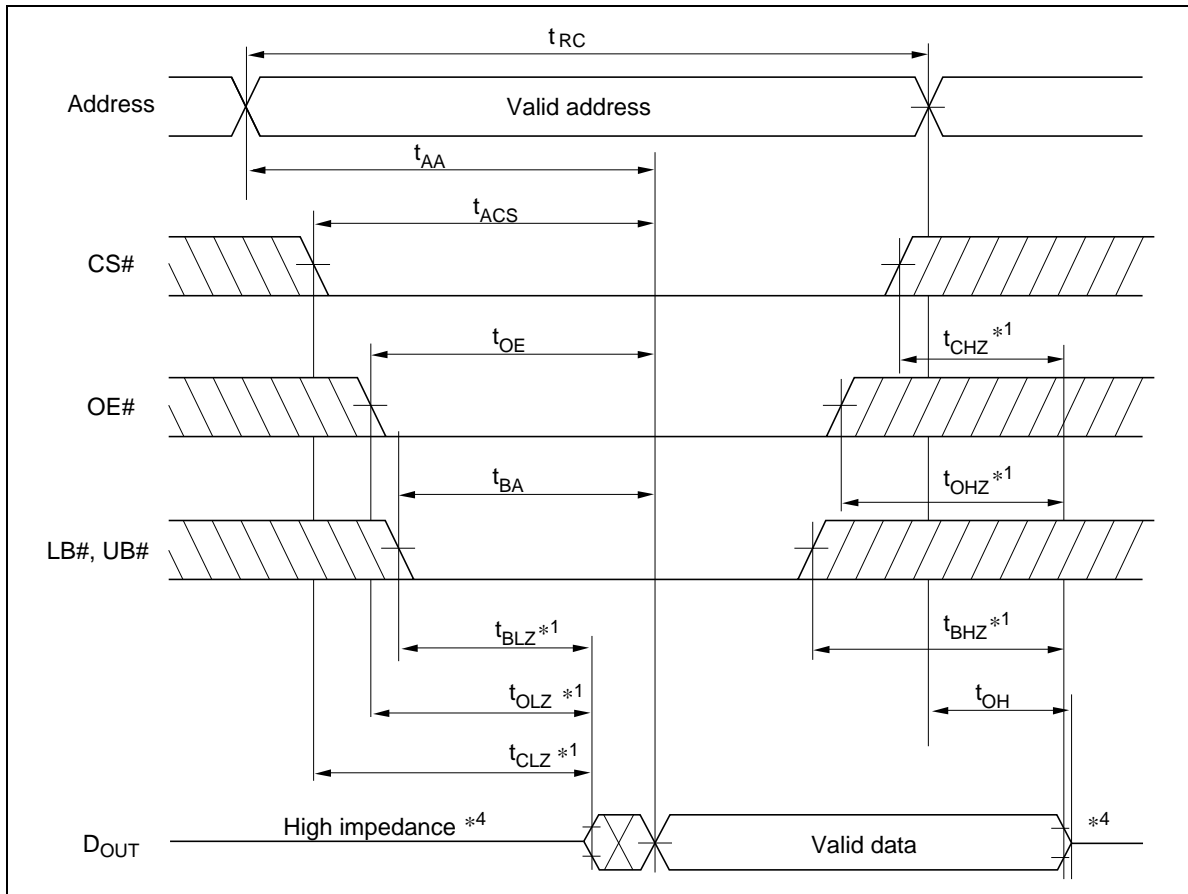 t RC
Address
Valid address
tAA
tACS
CS#
tOE
tCHZ *1
OE#
tBA
tOHZ *1
LB#, UB#
tBLZ *1
tBHZ *1
tOLZ *1
tOH
tCLZ *1
High impedance *4
*4
DOUT
Valid data